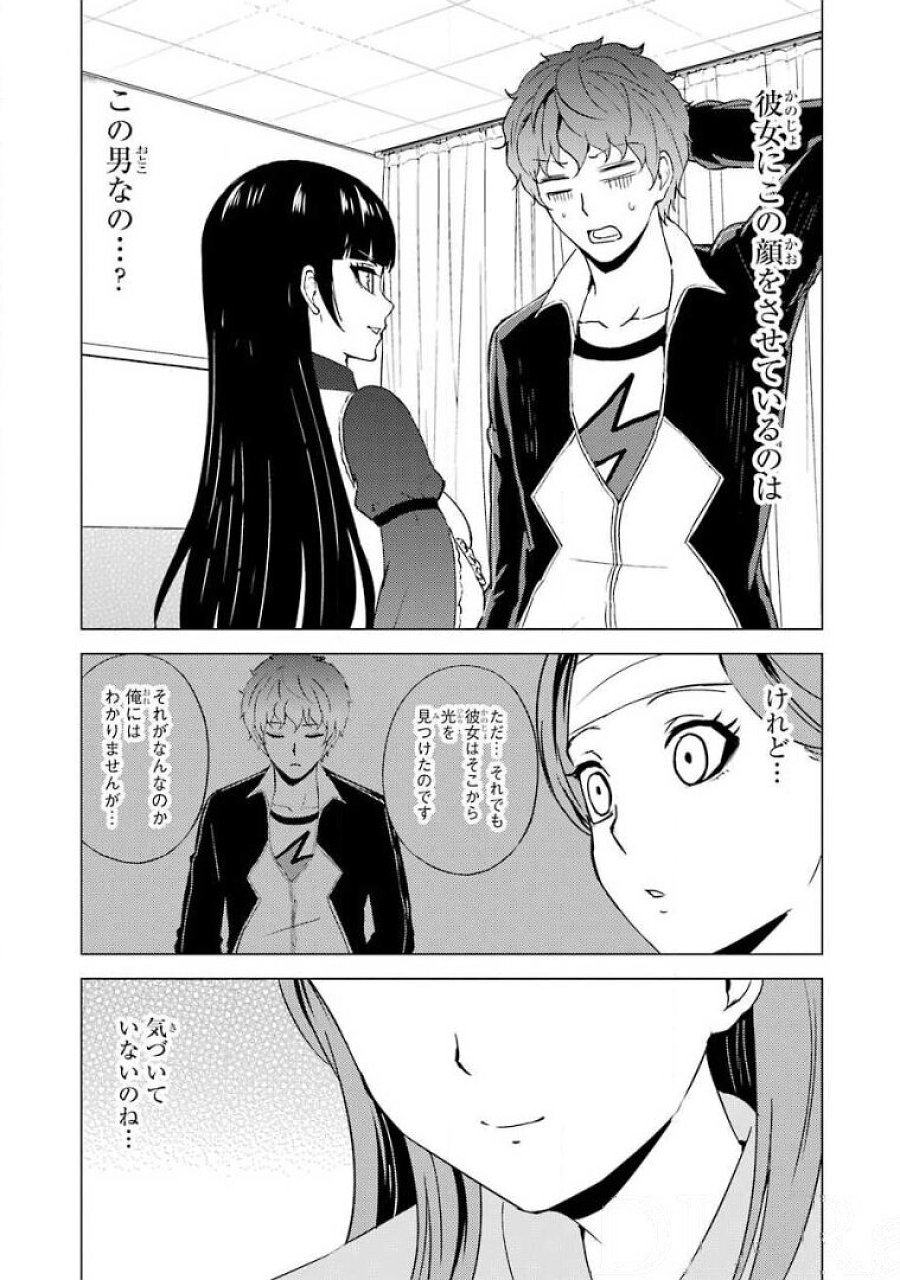 彼女にこの顔をさせているのは
この男なの…?
けれど…
ただ…それでも
彼女はそこから
光を
見つけたのです
それがなんなのか
俺には
わかりませんが…
気づいて
いないのね…